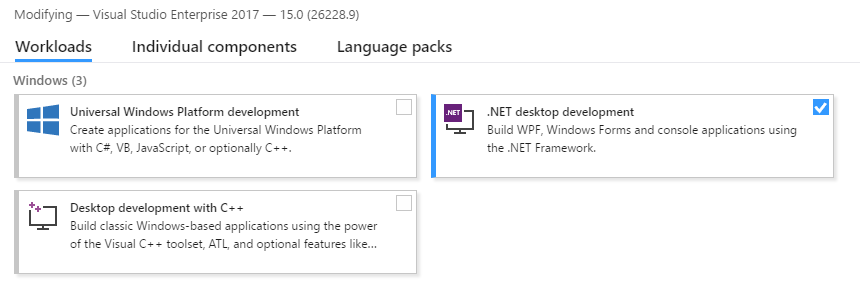 Modifying — Visual Studio Enterprise 2017 — 15.0 (26228.9)
Workloads Individual components Language packs
Windows (3)
Universal Windows Platform development
Create applications for the Universal Windows Platform
with C#, VB, JavaScript, or optionally C++.
.NET
.NET desktop development
Build WPF, Windows Forms and console applications using
the .NET Framework.
Desktop development with C++
Build classic Windows-based applications using the power
of the Visual C++ toolset, ATL, and optional features like...